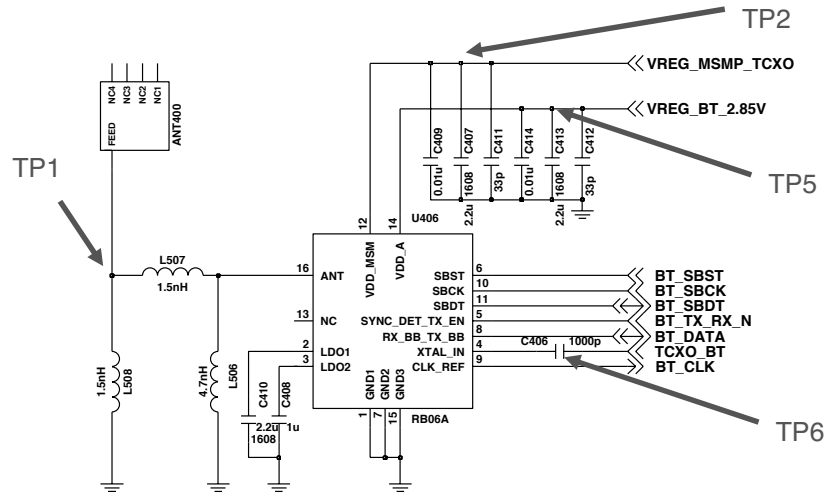 TP2
VREG_MSMP_TCXO
NC4
NC3
NC2
NC1
ANT400
FEED
VREG_BT_2.85V
TP1
C409
C407
C411
C414
C413
C412
0.01u
2.2u 1608
33p
0.01u
2.2u 1608
33p
TP5
U406
12
14
VDD_MSM
VDD_A
L507
1.5nH
16
ANT
SBST
6
BT_SBST
SBCK
10
BT_SBCK
SBDT
11
BT_SBDT
13
NC
SYNC_DET_TX_EN
5
BT_TX_RX_N
RX_BB_TX_BB
8
BT_DATA
2
LDO1
XTAL_IN
4
C406
1000p
TCXO_BT
3
LDO2
CLK_REF
9
BT_CLK
1.5nH
L508
4.7nH
L506
C410
C408
2.2u
1u
1608
GND1
GND2
GND3
1
7
15
RB06A
TP6